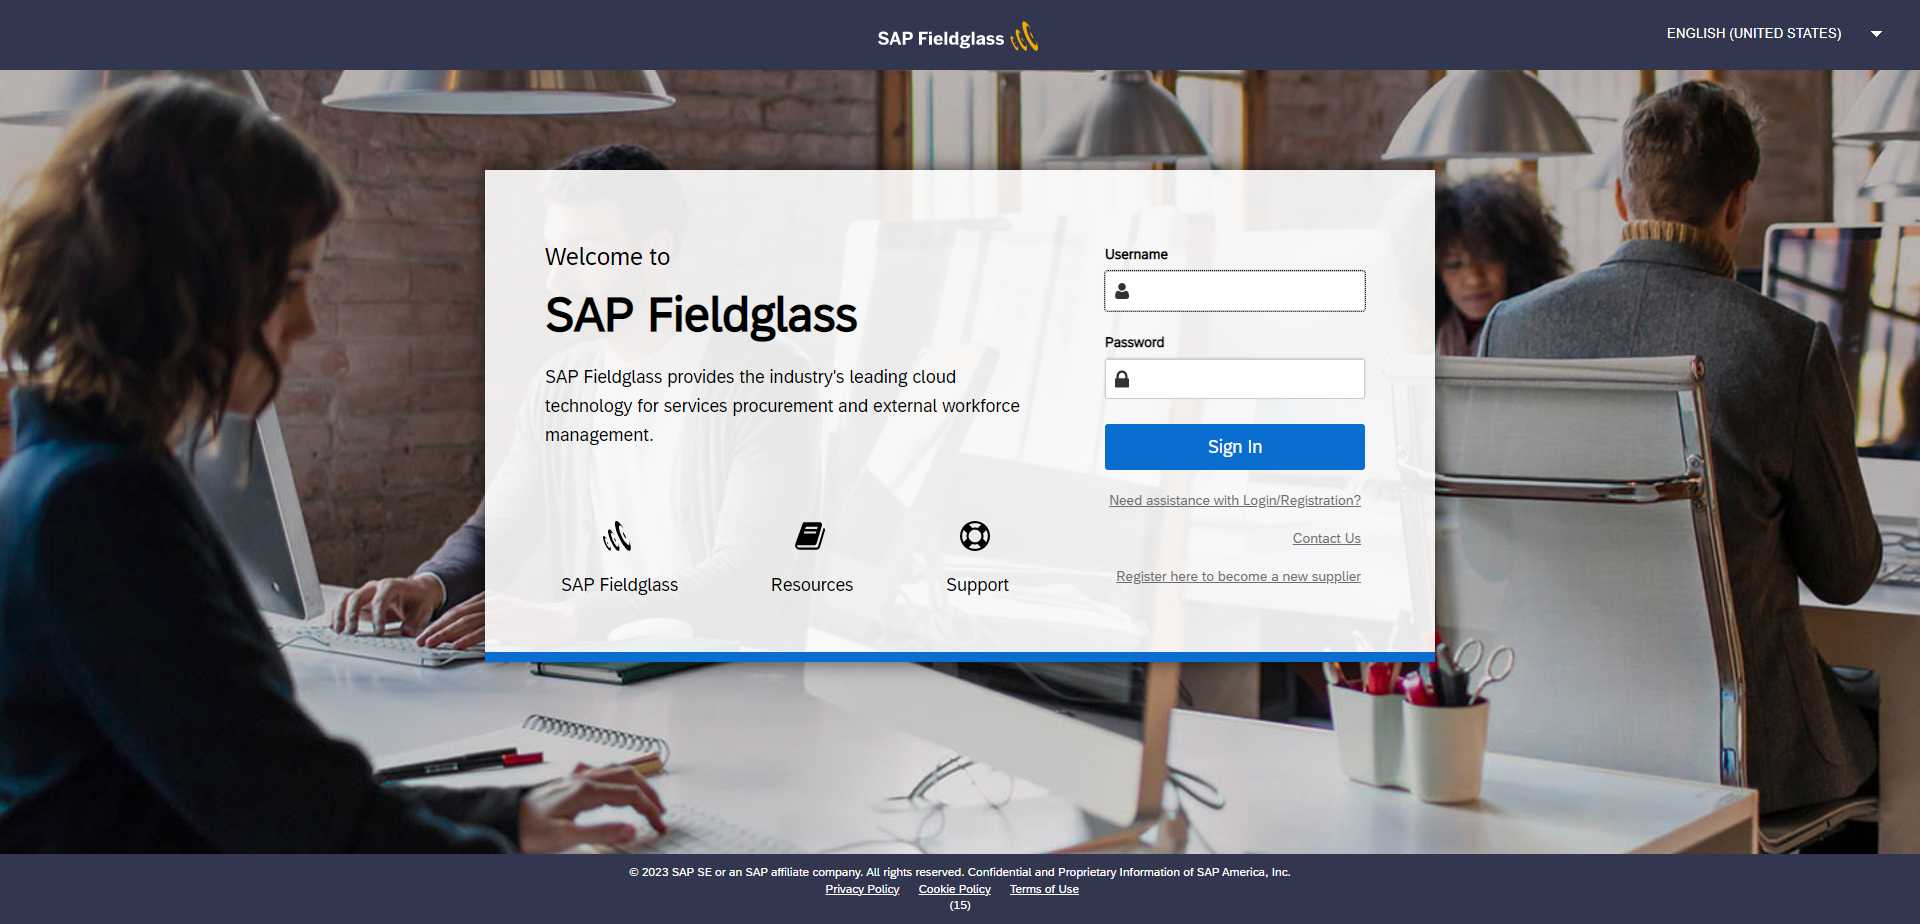 SAP Fieldglass
ENGLISH (UNITED STATES)
Welcome to
SAP Fieldglass
SAP Fieldglass provides the industry's leading cloud
technology for services procurement and external workforce
management.
SAP Fieldglass
Resources
Support
Username
Password
Sign In
Need assistance with Login/Registration?
Contact Us
Register here to become a new supplier
© 2023 SAP SE or an SAP affiliate company. All rights reserved. Confidential and Proprietary Information of SAP America, Inc.
Privacy Policy Cookie Policy Terms of Use
(15)